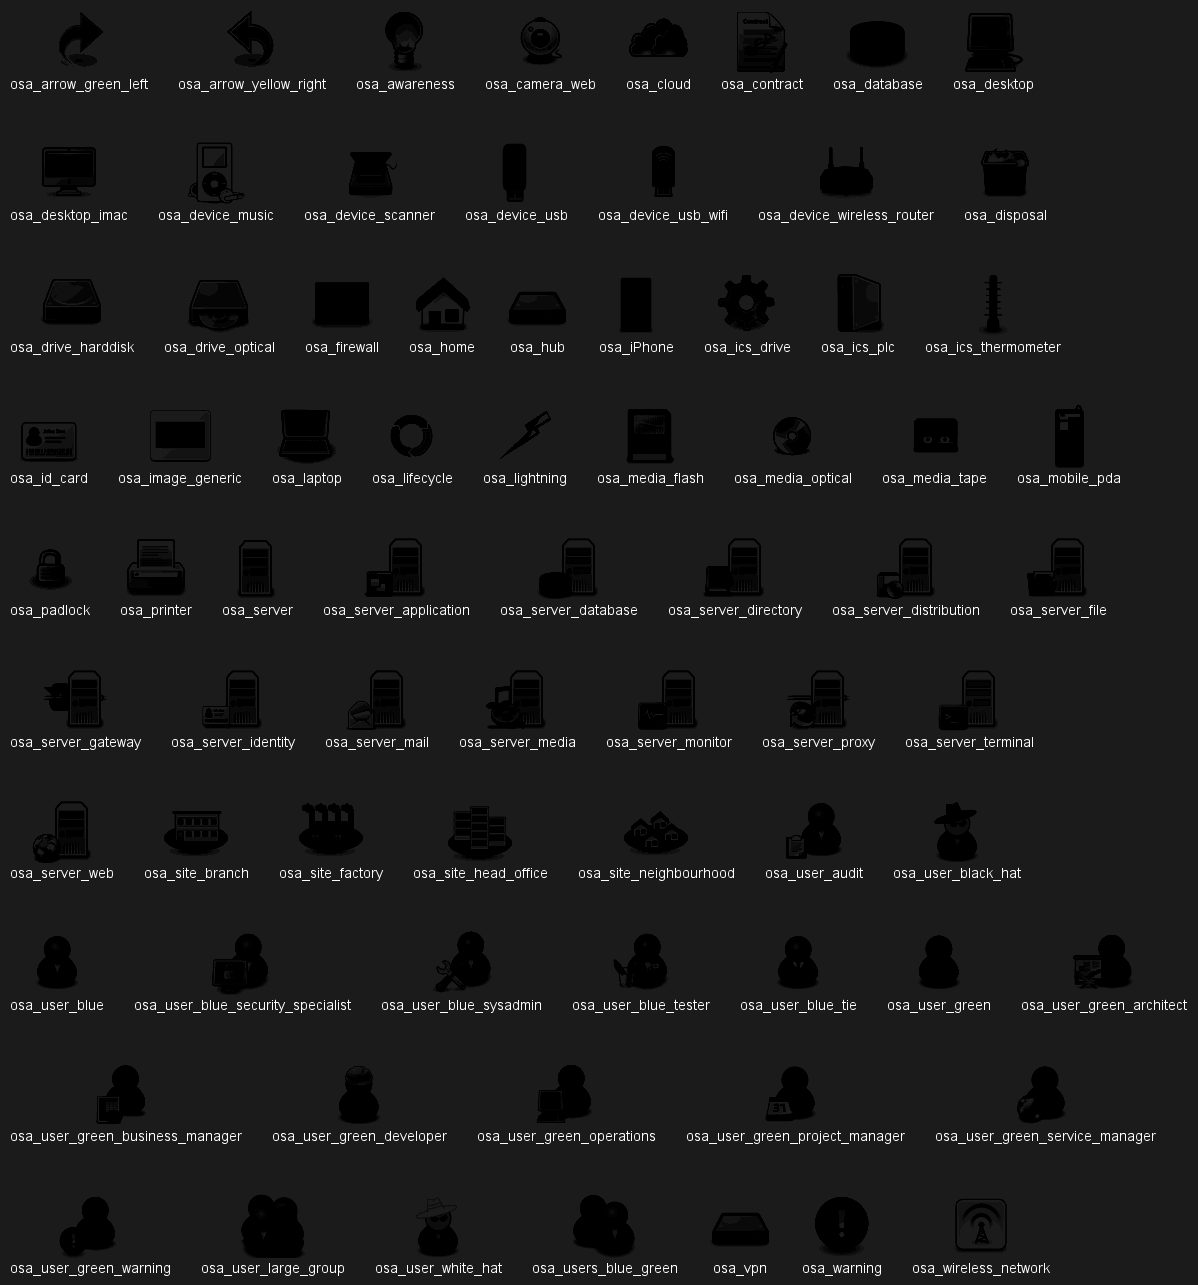 osa_arrow_green_left osa_arrow_yellow_right osa_awareness osa_camera_web osa_cloud osa_contract osa_database osa_desktop
osa_desktop_imac osa_device_music osa_device_scanner osa_device_usb osa_device_usb_wifi osa_device_wireless_router osa_disposal
osa_drive_harddisk osa_drive_optical osa_firewall osa_home osa_hub osa_iPhone osa_ics_drive osa_ics_plc osa_ics_thermometer
osa_id_card osa_image_generic osa_laptop osa_lifecycle osa_lightning osa_media_flash osa_media_optical osa_media_tape osa_mobile_pda
osa_padlock osa_printer osa_server osa_server_application osa_server_database osa_server_directory osa_server_distribution osa_server_file
osa_server_gateway osa_server_identity osa_server_mail osa_server_media osa_server_monitor osa_server_proxy osa_server_terminal
osa_server_web osa_site_branch osa_site_factory osa_site_head_office osa_site_neighbourhood osa_user_audit osa_user_black_hat
osa_user_blue osa_user_blue_security_specialist osa_user_blue_sysadmin osa_user_blue_tester osa_user_blue_tie osa_user_green osa_user_green_architect
31
osa_user_green_business_manager osa_user_green_developer osa_user_green_operations osa_user_green_project_manager osa_user_green_service_manager
osa_user_green_warning osa_user_large_group osa_user_white_hat osa_users_blue_green osa_vpn osa_warning osa_wireless_network